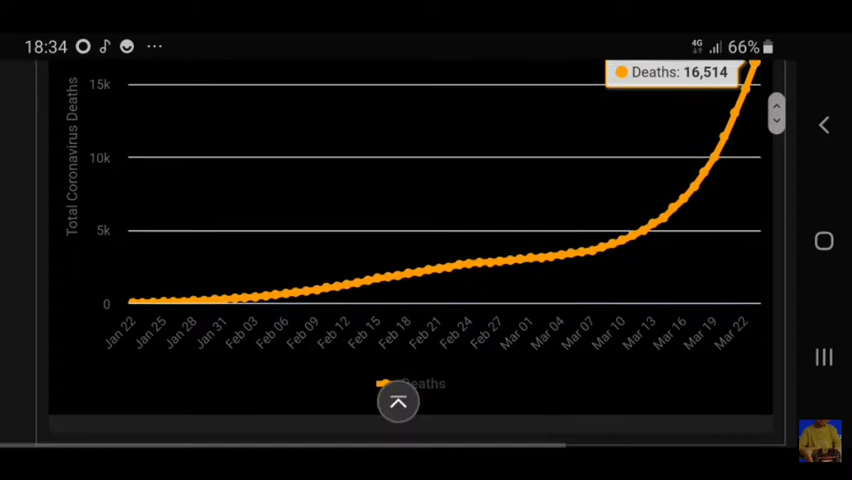 18:34 ... 4G 66%
Deaths: 16,514
Total Coronavirus Deaths
15k
10k
5k
0
Jan 22 Jan 25 Jan 28 Jan 31 Feb 03 Feb 06 Feb 09 Feb 12 Feb 15 Feb 18 Feb 21 Feb 24 Feb 27 Mar 01 Mar 04 Mar 07 Mar 10 Mar 13 Mar 16 Mar 19 Mar 22
Deaths